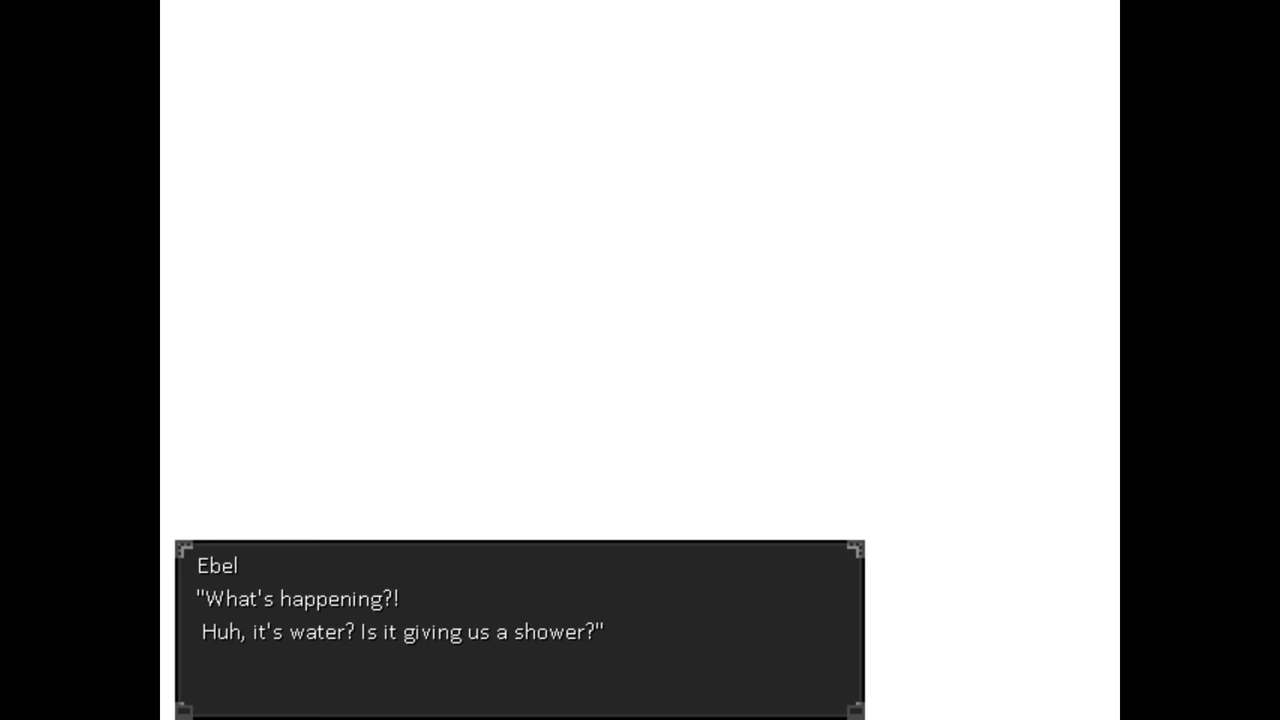 Ebel
"What's happening?!
Huh, it's water? Is it giving us a shower?"